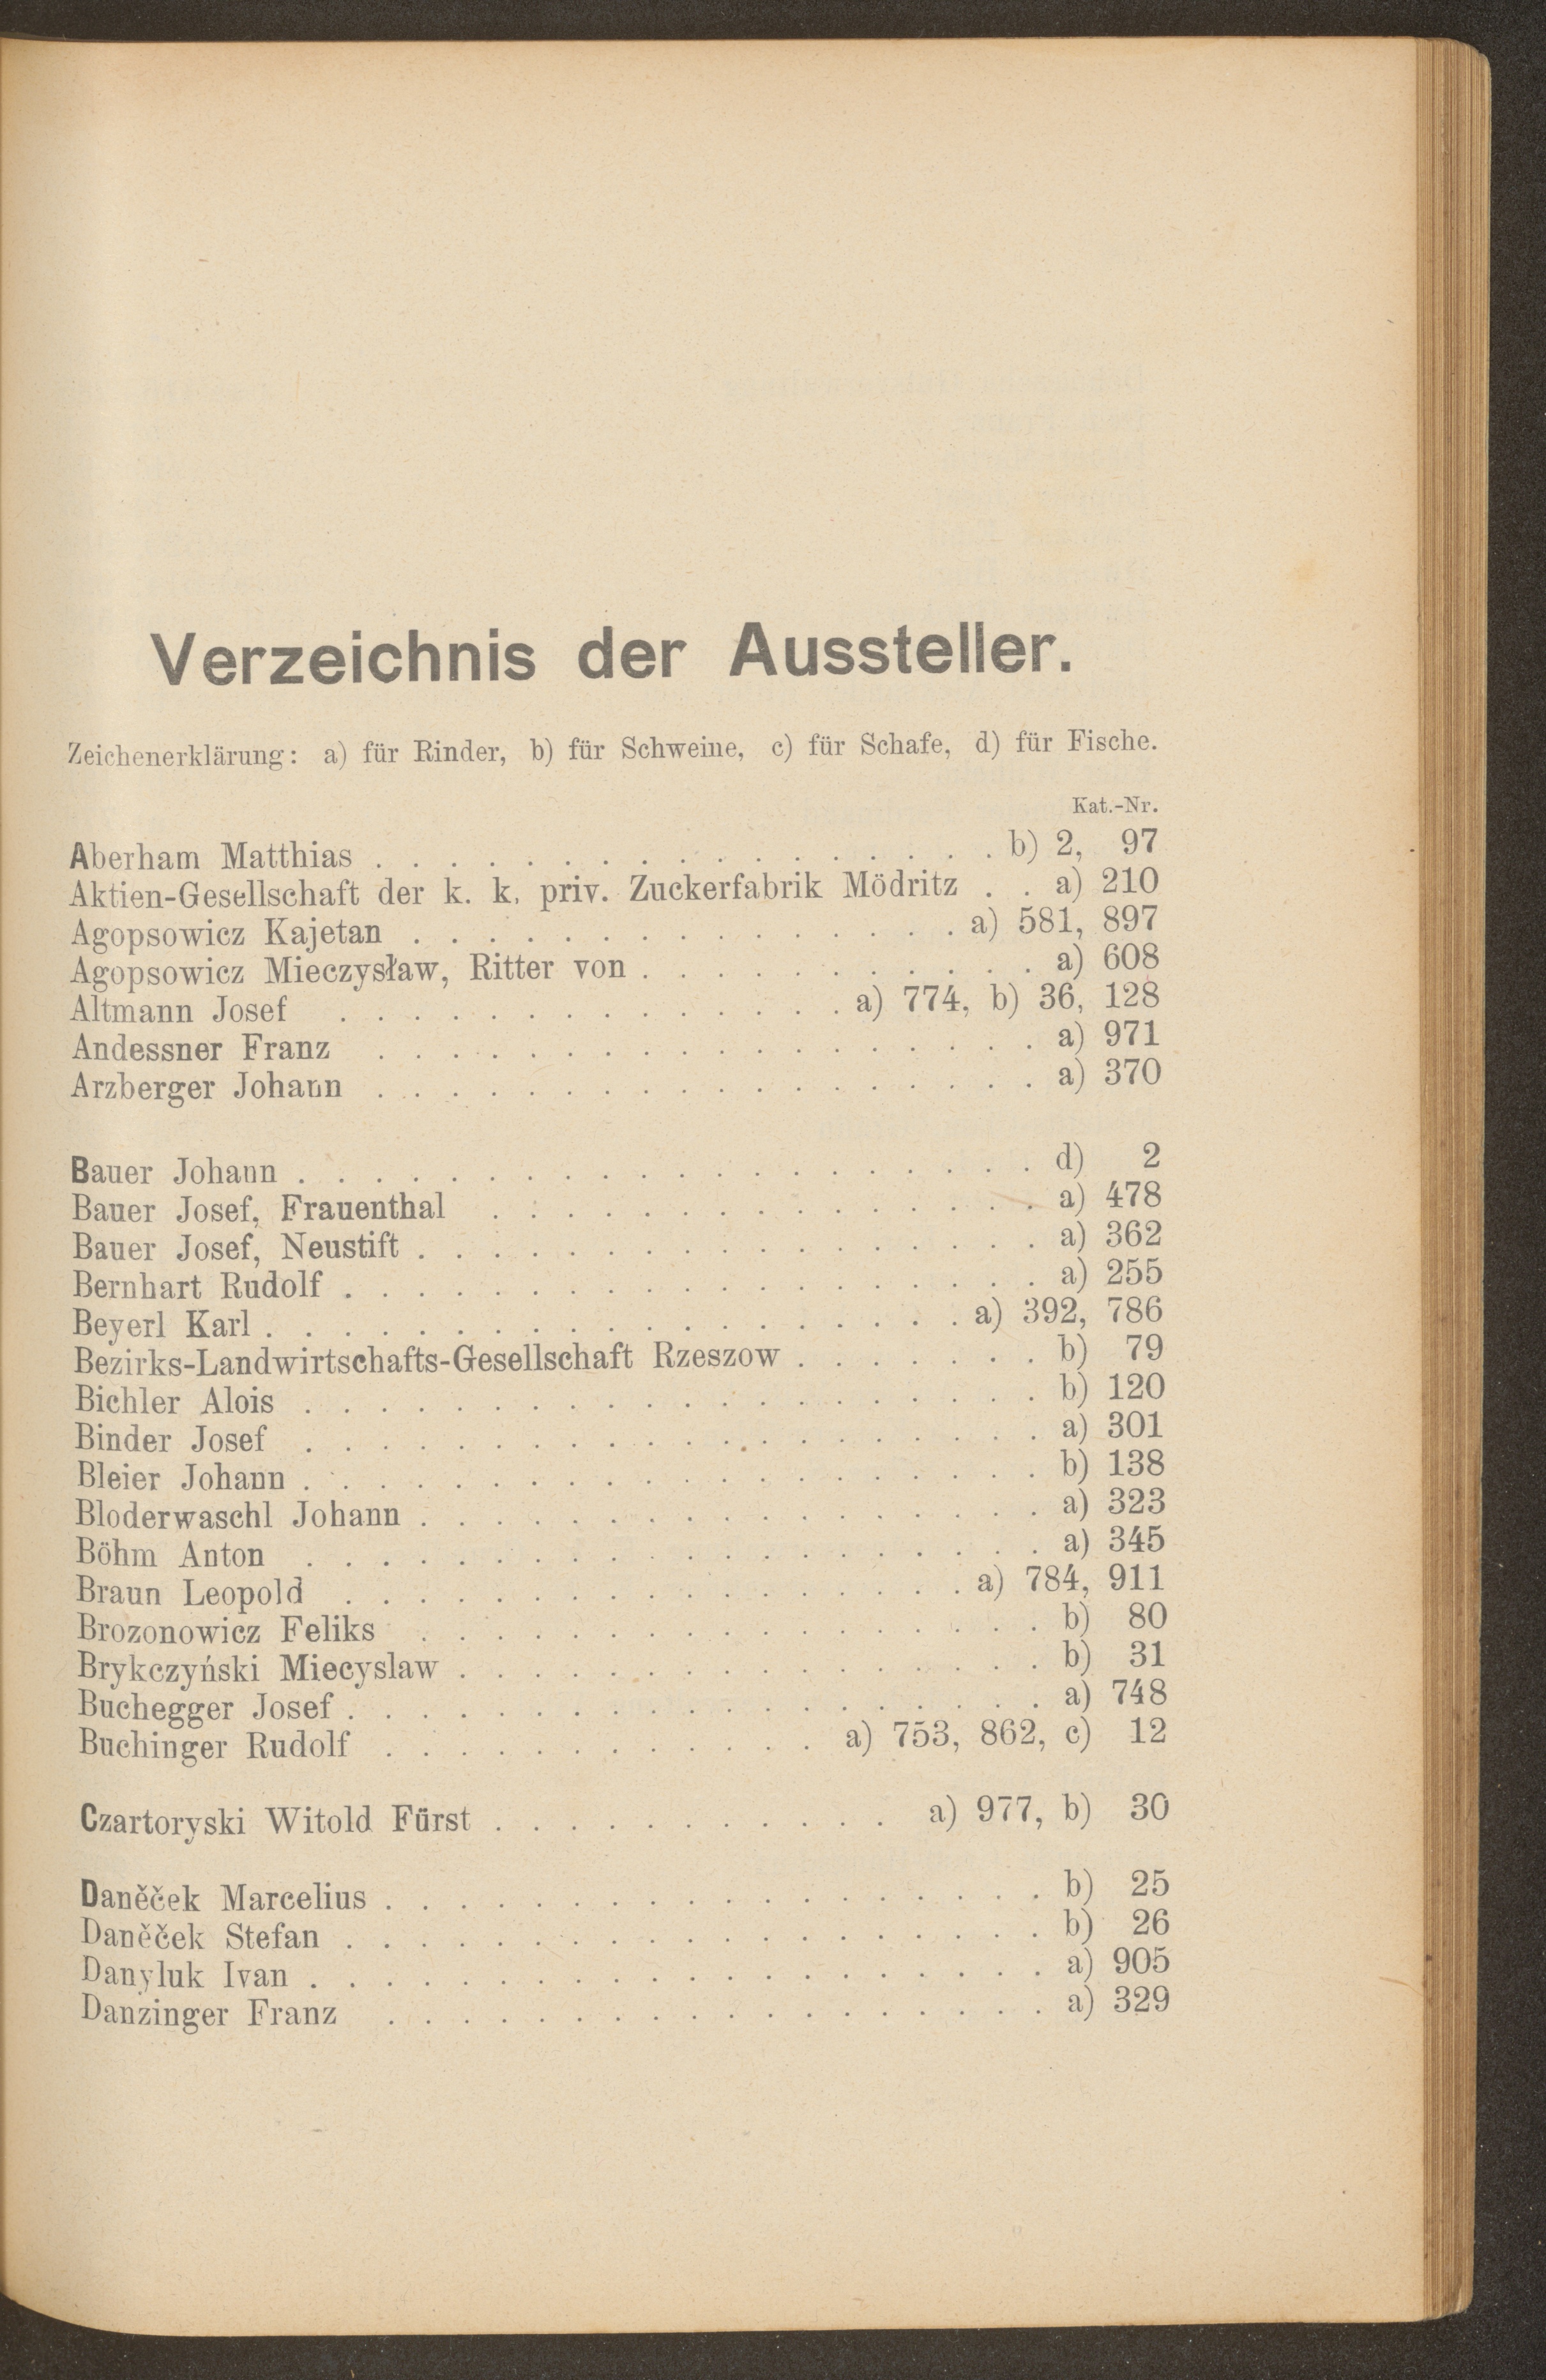 Verzeichnis der Aussteller.
Zeichenerklärung: a) für Rinder, b) für Schweine, c) für Schafe, d) für Fische.
Kat.-Nr.
Aberham Matthias . . . . . . . . . . . . . . . . . b) 2, 97
Aktien-Gesellschaft der k. k. priv. Zuckerfabrik Mödritz . . a) 210
Agopsowicz Kajetan . . . . . . . . . . . . . . . a) 581, 897
Agopsowicz Mieczysław, Ritter von . . . . . . . . . . . a) 608
Altmann Josef . . . . . . . . . . . . . . a) 774, b) 36, 128
Andessner Franz . . . . . . . . . . . . . . . . . . a) 971
Arzberger Johann . . . . . . . . . . . . . . . . . . a) 370
Bauer Johann . . . . . . . . . . . . . . . . . . . . d) 2
Bauer Josef, Frauenthal . . . . . . . . . . . . . . . a) 478
Bauer Josef, Neustift . . . . . . . . . . . . . . . . . a) 362
Bernhart Rudolf . . . . . . . . . . . . . . . . . . . a) 255
Beyerl Karl . . . . . . . . . . . . . . . . . . . a) 392, 786
Bezirks-Landwirtschafts-Gesellschaft Rzeszow . . . . . . . b) 79
Bichler Alois . . . . . . . . . . . . . . . . . . . . b) 120
Binder Josef . . . . . . . . . . . . . . . . . . . . a) 301
Bleier Johann . . . . . . . . . . . . . . . . . . . . b) 138
Bloderwaschl Johann . . . . . . . . . . . . . . . . . a) 323
Böhm Anton . . . . . . . . . . . . . . . . . . . . a) 345
Braun Leopold . . . . . . . . . . . . . . . . . a) 784, 911
Brozonowicz Feliks . . . . . . . . . . . . . . . . . b) 80
Brykczyński Miecyslaw . . . . . . . . . . . . . . . . b) 31
Buchegger Josef . . . . . . . . . . . . . . . . . . . a) 748
Buchinger Rudolf . . . . . . . . . . . . a) 753, 862, c) 12
Czartoryski Witold Fürst . . . . . . . . . . . a) 977, b) 30
Daněček Marcelius . . . . . . . . . . . . . . . . . . b) 25
Daněček Stefan . . . . . . . . . . . . . . . . . . . b) 26
Danyluk Ivan . . . . . . . . . . . . . . . . . . . . a) 905
Danzinger Franz . . . . . . . . . . . . . . . . . . a) 329